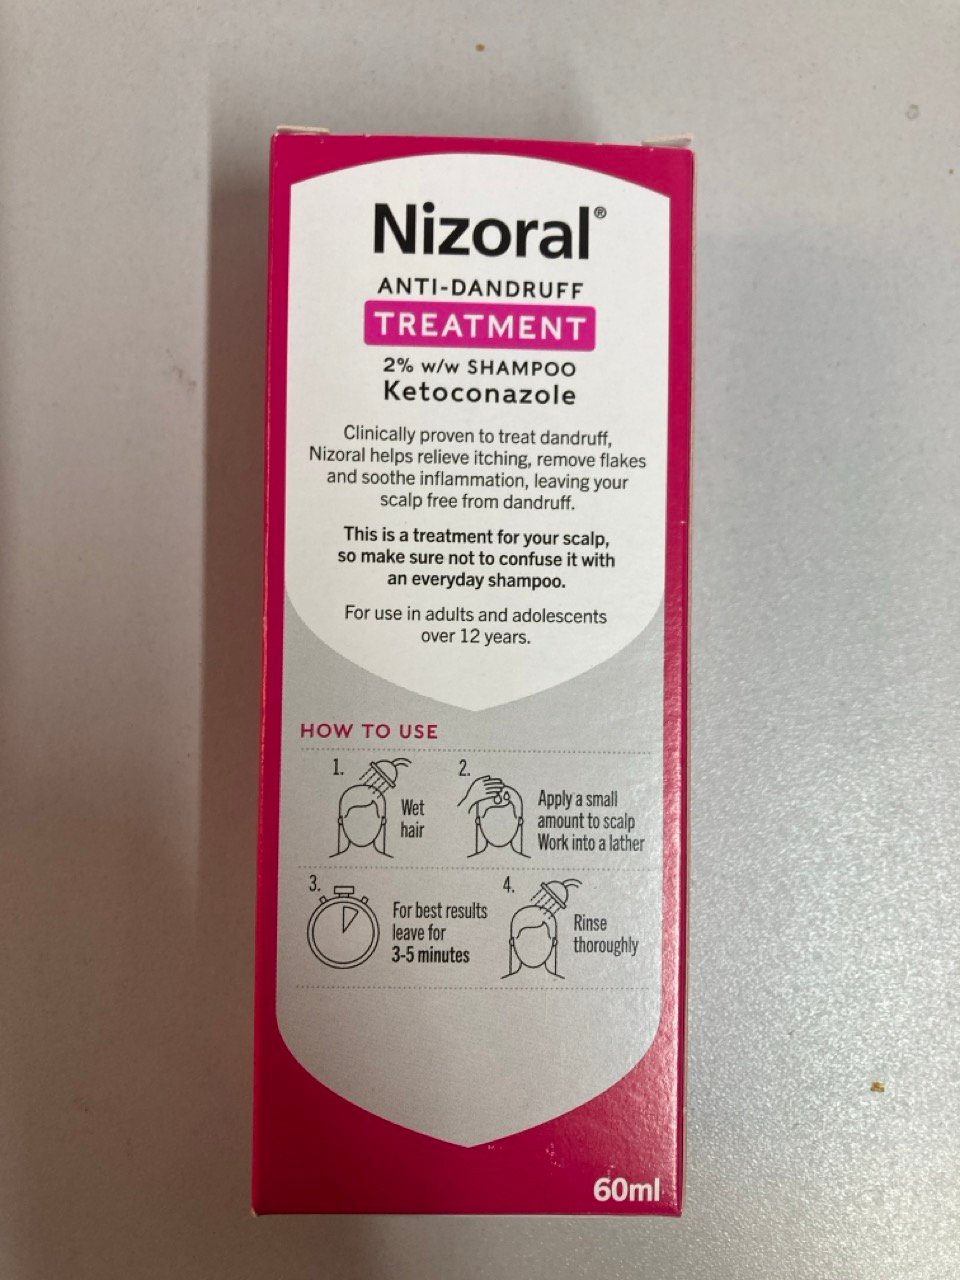 Nizoral®
ANTI-DANDRUFF
TREATMENT
2% w/w SHAMPOO
Ketoconazole
Clinically proven to treat dandruff,
Nizoral helps relieve itching, remove flakes
and soothe inflammation, leaving your
scalp free from dandruff.
This is a treatment for your scalp,
so make sure not to confuse it with
an everyday shampoo.
For use in adults and adolescents
over 12 years.
HOW TO USE
1.
Wet
hair
2.
Apply a small
amount to scalp
Work into a lather
3.
For best results
leave for
3-5 minutes
4.
Rinse
thoroughly
60ml